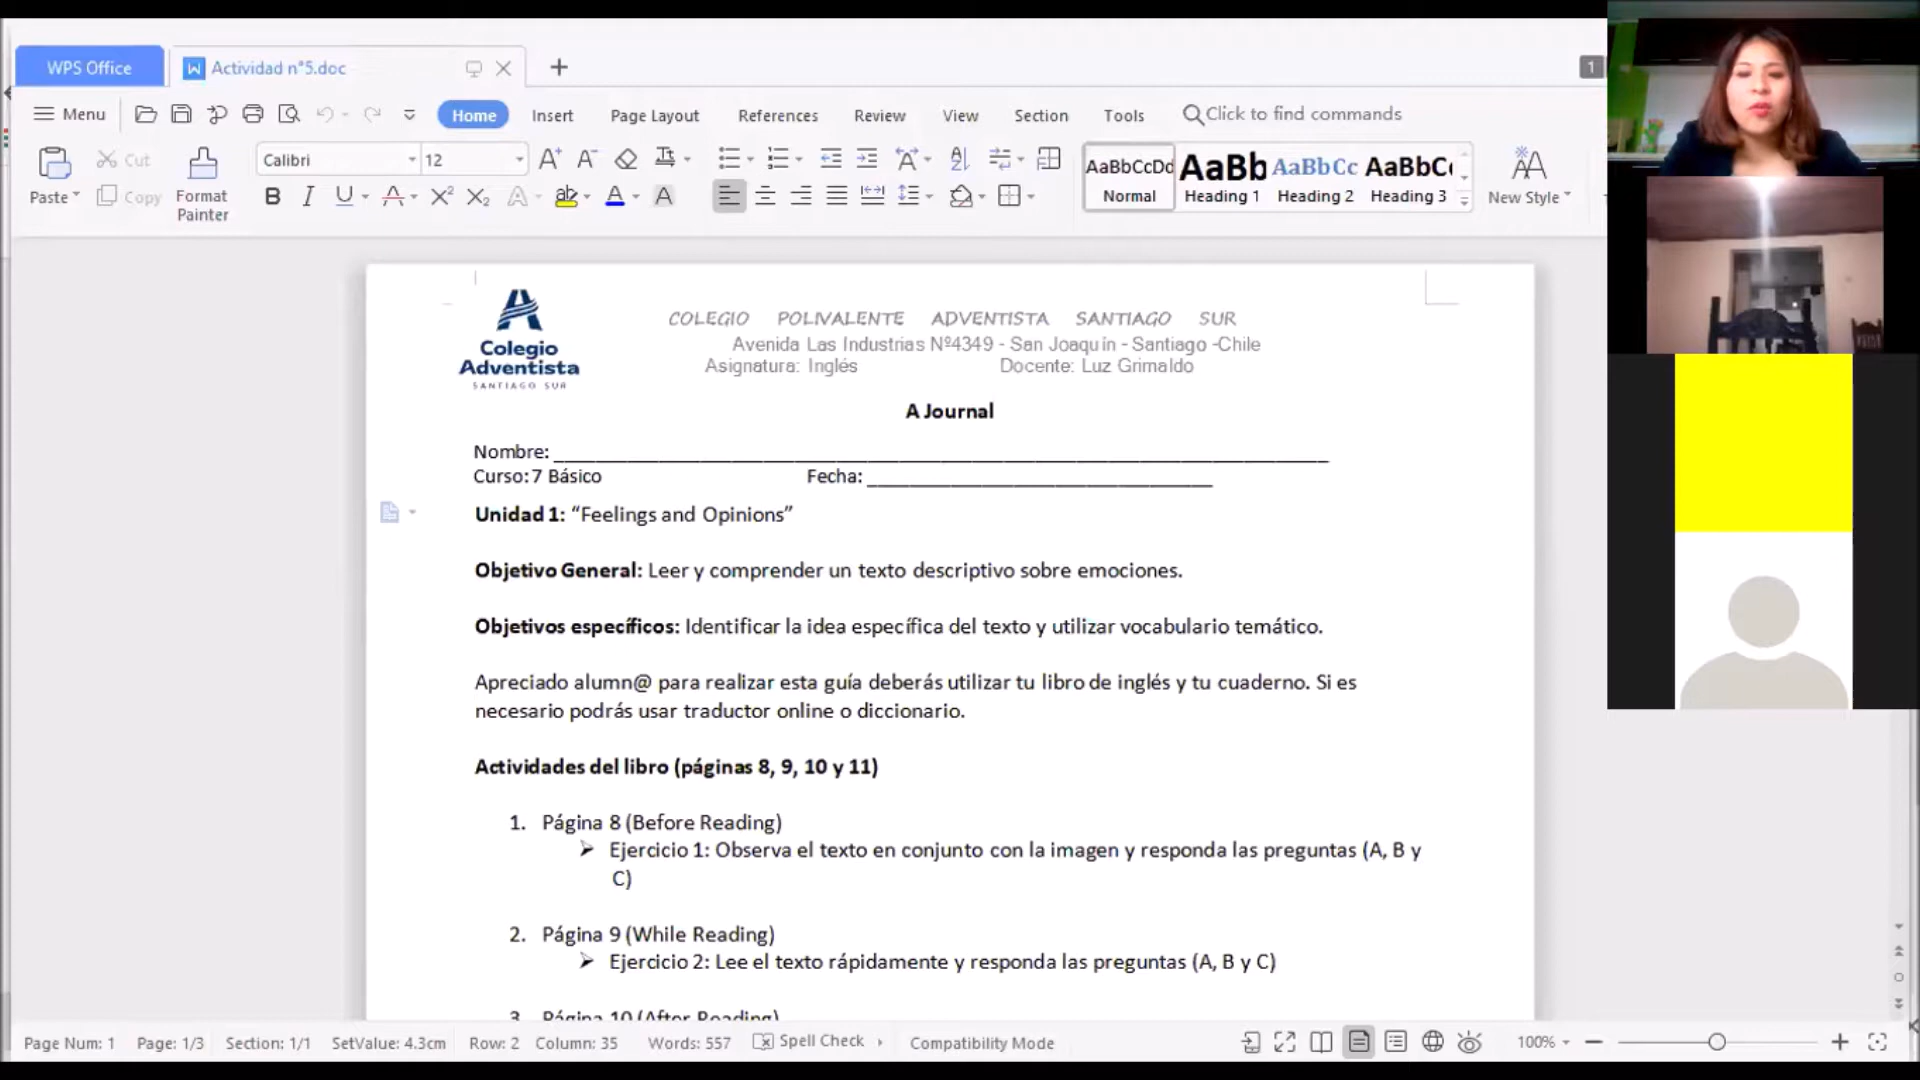 WPS Office
Actividad n°5.doc
1
Menu
Home
Insert
Page Layout
References
Review
View
Section
Tools
Click to find commands
Paste
Cut
Copy
Format
Painter
Calibri
12
AaBbCcDd
AaBb
AaBbCc
AaBbC
Normal
Heading 1
Heading 2
Heading 3
New Style
Colegio
Adventista
SANTIAGO SUR
COLEGIO POLIVALENTE ADVENTISTA SANTIAGO SUR
Avenida Las Industrias Nº4349 - San Joaquín - Santiago -Chile
Asignatura: Inglés Docente: Luz Grimaldo
A Journal
Nombre:
Curso: 7 Básico Fecha:
Unidad 1: “Feelings and Opinions”
Objetivo General: Leer y comprender un texto descriptivo sobre emociones.
Objetivos específicos: Identificar la idea específica del texto y utilizar vocabulario temático.
Apreciado alumn@ para realizar esta guía deberás utilizar tu libro de inglés y tu cuaderno. Si es
necesario podrás usar traductor online o diccionario.
Actividades del libro (páginas 8, 9, 10 y 11)
1. Página 8 (Before Reading)
Ejercicio 1: Observa el texto en conjunto con la imagen y responda las preguntas (A, B y
C)
2. Página 9 (While Reading)
Ejercicio 2: Lee el texto rápidamente y responda las preguntas (A, B y C)
3. Página 10 (After Reading)
Page Num: 1 Page: 1/3 Section: 1/1 SetValue: 4.3cm Row: 2 Column: 35 Words: 557 Spell Check Compatibility Mode 100%